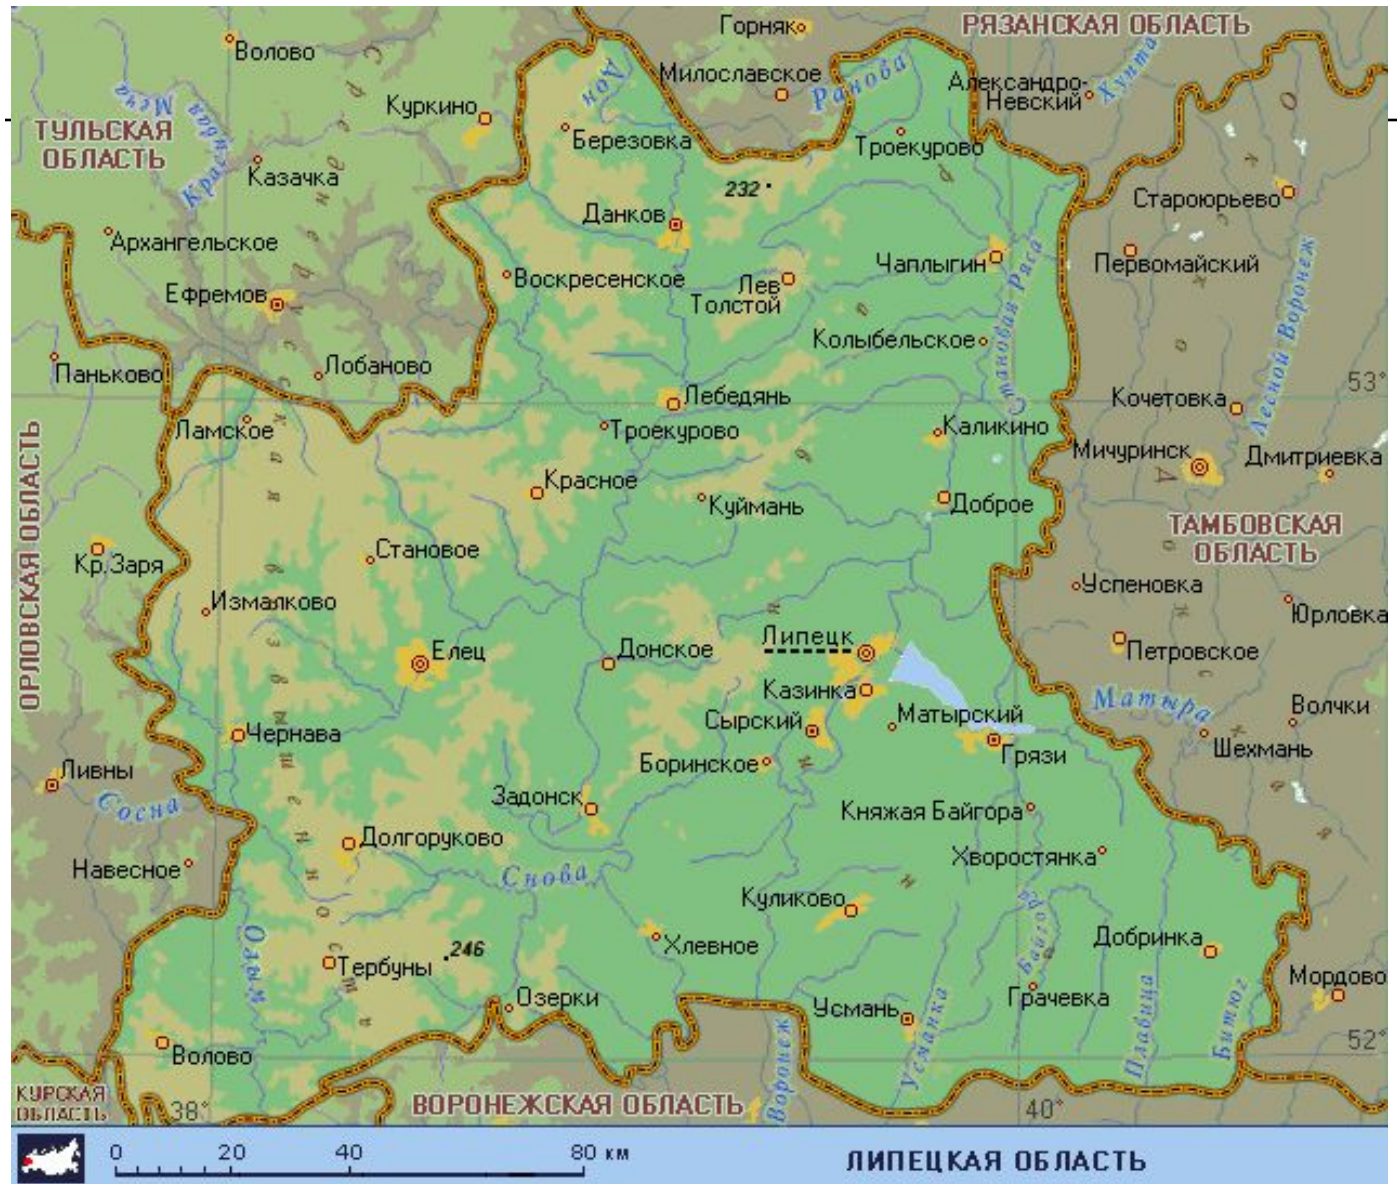 Горняк
РЯЗАНСКАЯ ОБЛАСТЬ
Волово
Милославское
Дон
Ранова
Александро-
Невский
Хупта
Красивая
Меча
Куркино
ТУЛЬСКАЯ
ОБЛАСТЬ
Березовка
Троекурово
Казачка
232
Староюрьево
Данков
Архангельское
Чаплыгин
Первомайский
Воскресенское
Лев
Толстой
Ефремов
Становая Ряса
Лесной Воронеж
Колыбельское
Лобаново
Паньково
53°
Лебедянь
Кочетовка
Ламское
Троекурово
Каликино
Мичуринск
Дмитриевка
Красное
Куймань
Доброе
ОРЛОВСКАЯ ОБЛАСТЬ
ТАМБОВСКАЯ
ОБЛАСТЬ
Кр.Заря
Становое
Среднерусская возвышенность
Окско-Донская равнина
Измалково
Успеновка
Юрловка
Елец
Донское
Липецк
Петровское
Казинка
Матыра
Волчки
Чернава
Сырский
Матырский
Шехмань
Грязи
Ливны
Боринское
Сосна
Задонск
Княжая Байгора
Долгоруково
Хворостянка
Навесное
Снова
Куликово
Байгора
Олым
Хлевное
Добринка
246
Тербуны
Мордово
Озерки
Усмань
Грачевка
Усманка
Плавица
Битюг
Воронеж
Волово
52°
КУРСКАЯ
ОБЛАСТЬ
38°
ВОРОНЕЖСКАЯ ОБЛАСТЬ
40°
0 20 40 80 км
ЛИПЕЦКАЯ ОБЛАСТЬ